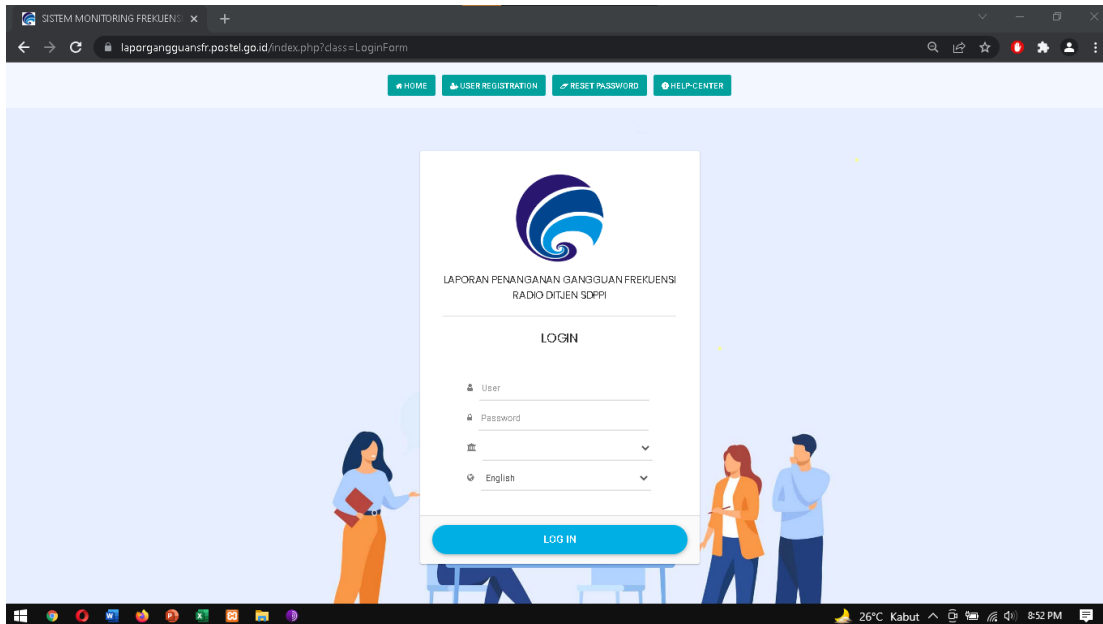 SISTEM MONITORING FREKUENS
laporgangguansfr.postel.go.id/index.php?class=LoginForm
HOME USER REGISTRATION RESET PASSWORD HELP-CENTER
LAPORAN PENANGANAN GANGGUAN FREKUENSI
RADIO DITJEN SDPPI
LOGIN
User
Password
English
LOG IN
26°C Kabut 8:52 PM